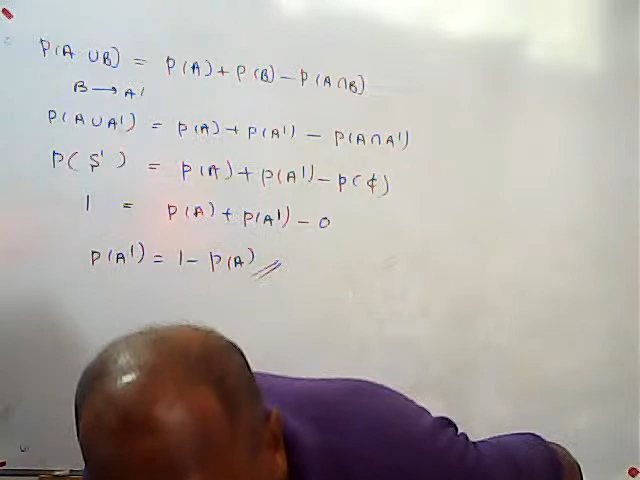 P(A ∪B) = P(A) + P(B) − P(A∩B)
B → A'
P(A ∪ A') = P(A) + P(A') − P(A∩A')
P( S' ) = P(A) + P(A') − P(¢)
1 = P(A) + P(A') − 0
P(A') = 1 − P(A)